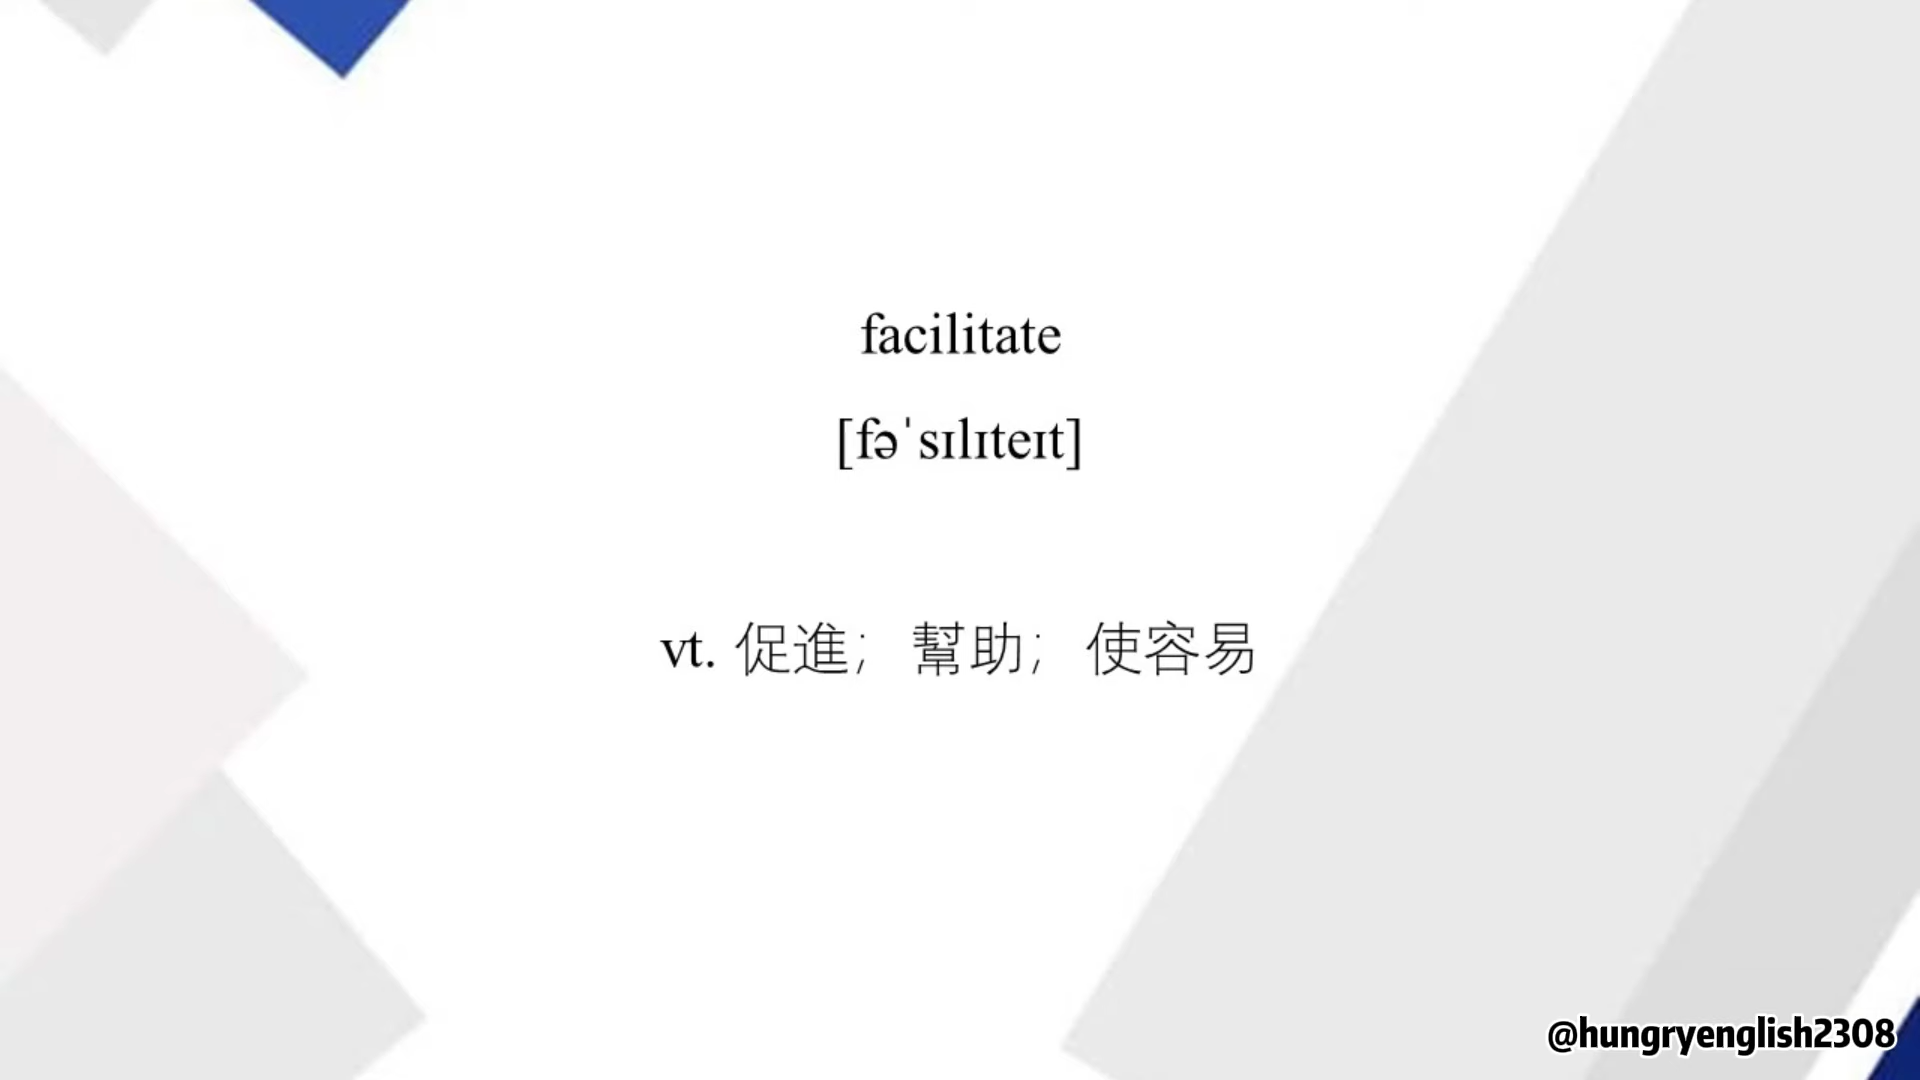 facilitate
[fəˈsɪlɪteɪt]
vt. 促進；幫助；使容易
@hungryenglish2308